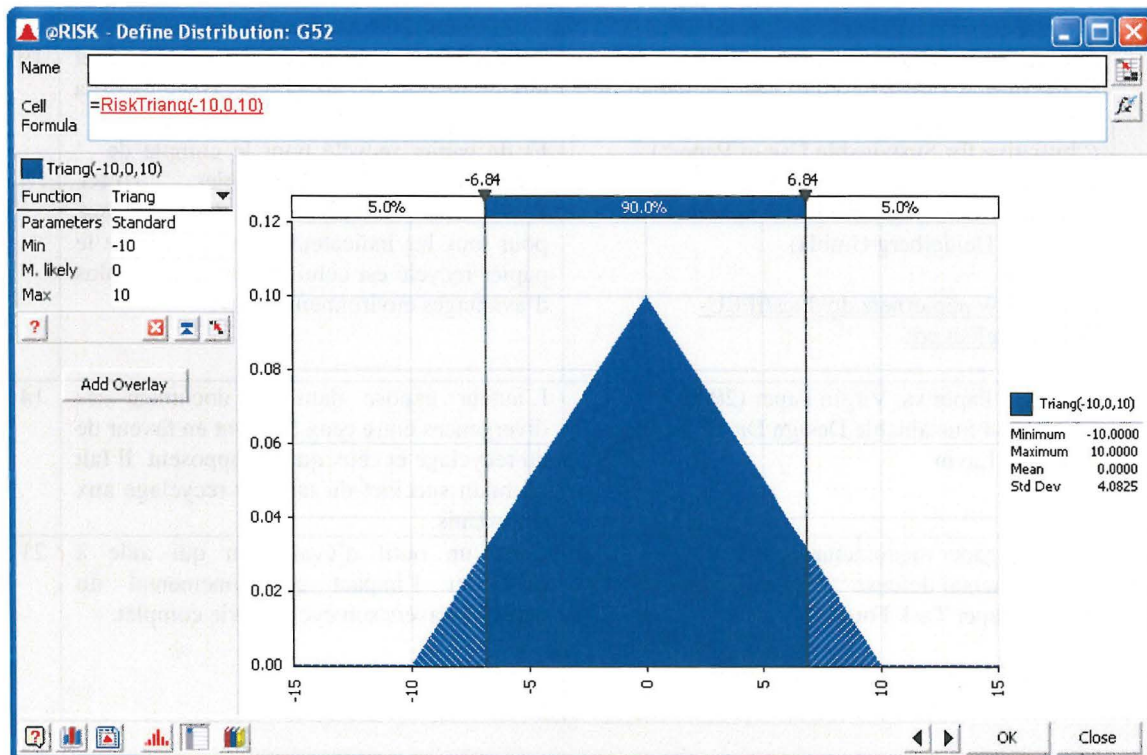 @RISK - Define Distribution: G52
Name
Cell Formula
=RiskTriang(-10,0,10)
Triang(-10,0,10)
Function Triang
Parameters Standard
Min -10
M. likely 0
Max 10
Add Overlay
-6.84 6.84
5.0% 90.0% 5.0%
0.12
0.10
0.08
0.06
0.04
0.02
0.00
-15 -10 -5 0 5 10 15
Triang(-10,0,10)
Minimum -10.0000
Maximum 10.0000
Mean 0.0000
Std Dev 4.0825
OK Close